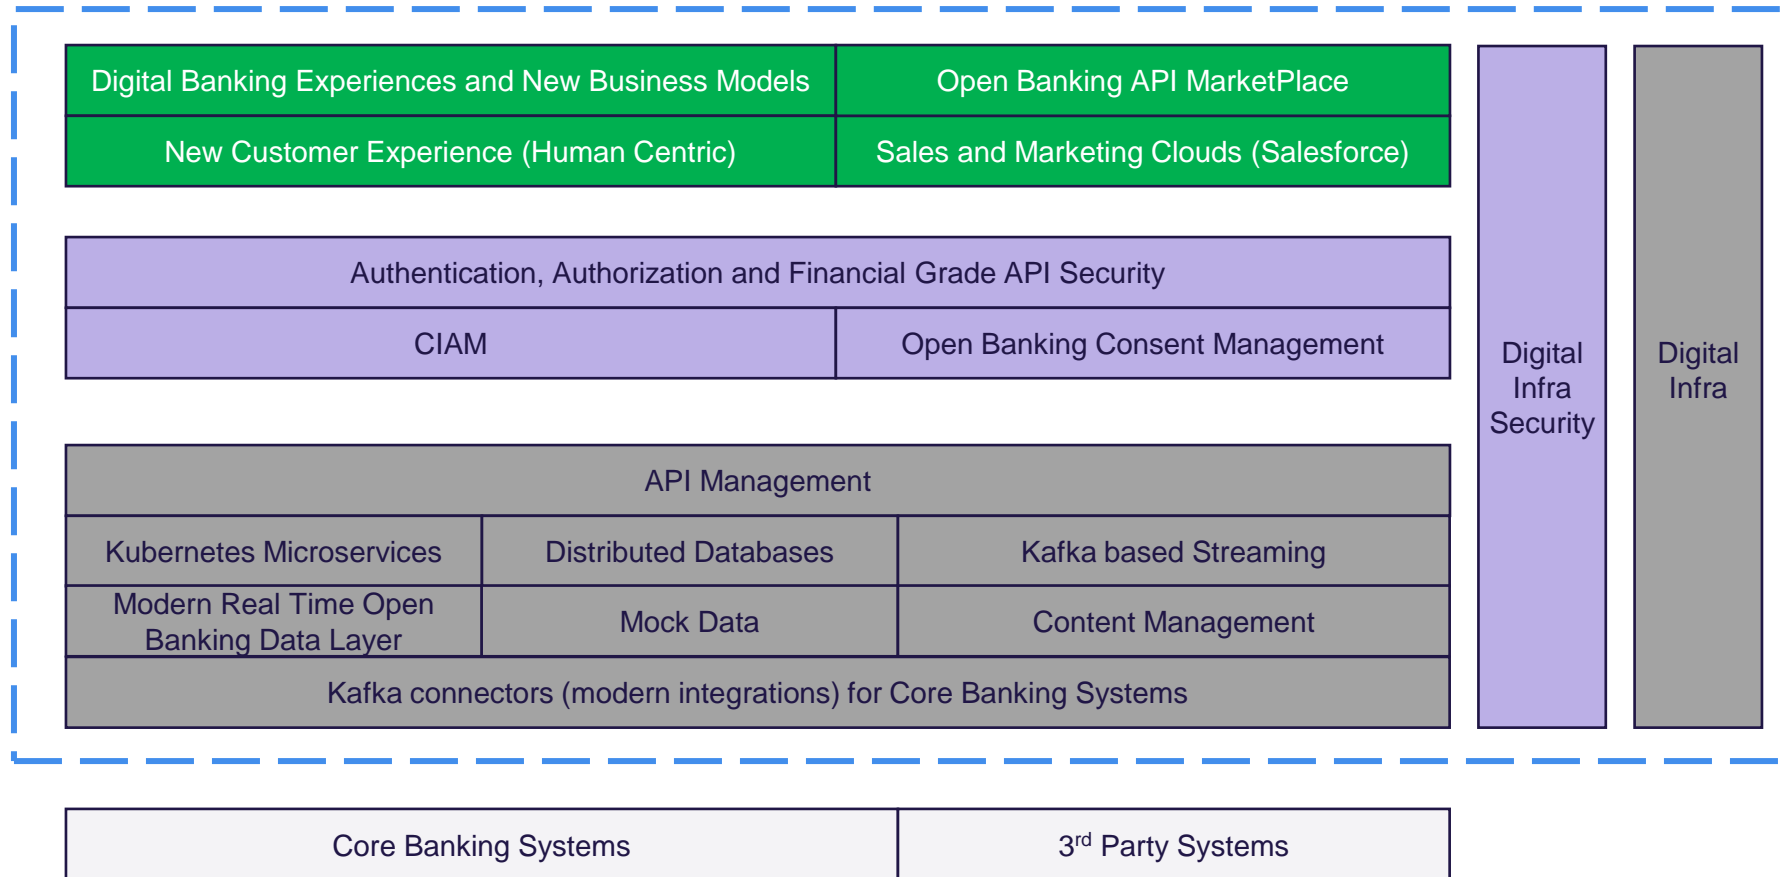 Digital Banking Experiences and New Business Models
Open Banking API MarketPlace
New Customer Experience (Human Centric)
Sales and Marketing Clouds (Salesforce)
Authentication, Authorization and Financial Grade API Security
CIAM
Open Banking Consent Management
Digital
Infra
Security
Digital
Infra
API Management
Kubernetes Microservices
Distributed Databases
Kafka based Streaming
Modern Real Time Open
Banking Data Layer
Mock Data
Content Management
Kafka connectors (modern integrations) for Core Banking Systems
Core Banking Systems
3rd Party Systems